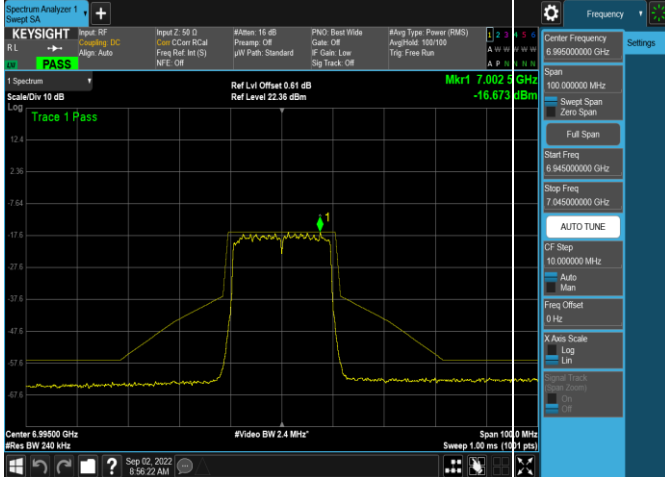 Spectrum Analyzer 1
Swept SA
+
Frequency
KEYSIGHT
Input: RF
Input Z: 50 Ω
#Atten: 16 dB
PNO: Best Wide
#Avg Type: Power (RMS)
1 2 3 4 5 6
R L
Coupling: DC
Corr CCorr RCal
Preamp: Off
Gate: Off
Avg|Hold: 100/100
Align: Auto
Freq Ref: Int (S)
µW Path: Standard
IF Gain: Low
Trig: Free Run
A W W W W W
LV
PASS
NFE: Off
Sig Track: Off
A P N N N N
1 Spectrum
Ref Lvl Offset 0.61 dB
Mkr1 7.002 5 GHz
Scale/Div 10 dB
Ref Level 22.36 dBm
-16.673 dBm
Log
Trace 1 Pass
12.4
2.36
-7.64
1
-17.6
-27.6
-37.6
-47.6
-57.6
-67.6
Center 6.99500 GHz
#Video BW 2.4 MHz*
Span 100.0 MHz
#Res BW 240 kHz
Sweep 1.00 ms (1001 pts)
?
Sep 02, 2022
8:56:22 AM
Center Frequency
6.995000000 GHz
Settings
Span
100.000000 MHz
Swept Span
Zero Span
Full Span
Start Freq
6.945000000 GHz
Stop Freq
7.045000000 GHz
AUTO TUNE
CF Step
10.000000 MHz
Auto
Man
Freq Offset
0 Hz
X Axis Scale
Log
Lin
Signal Track
(Span Zoom)
On
Off